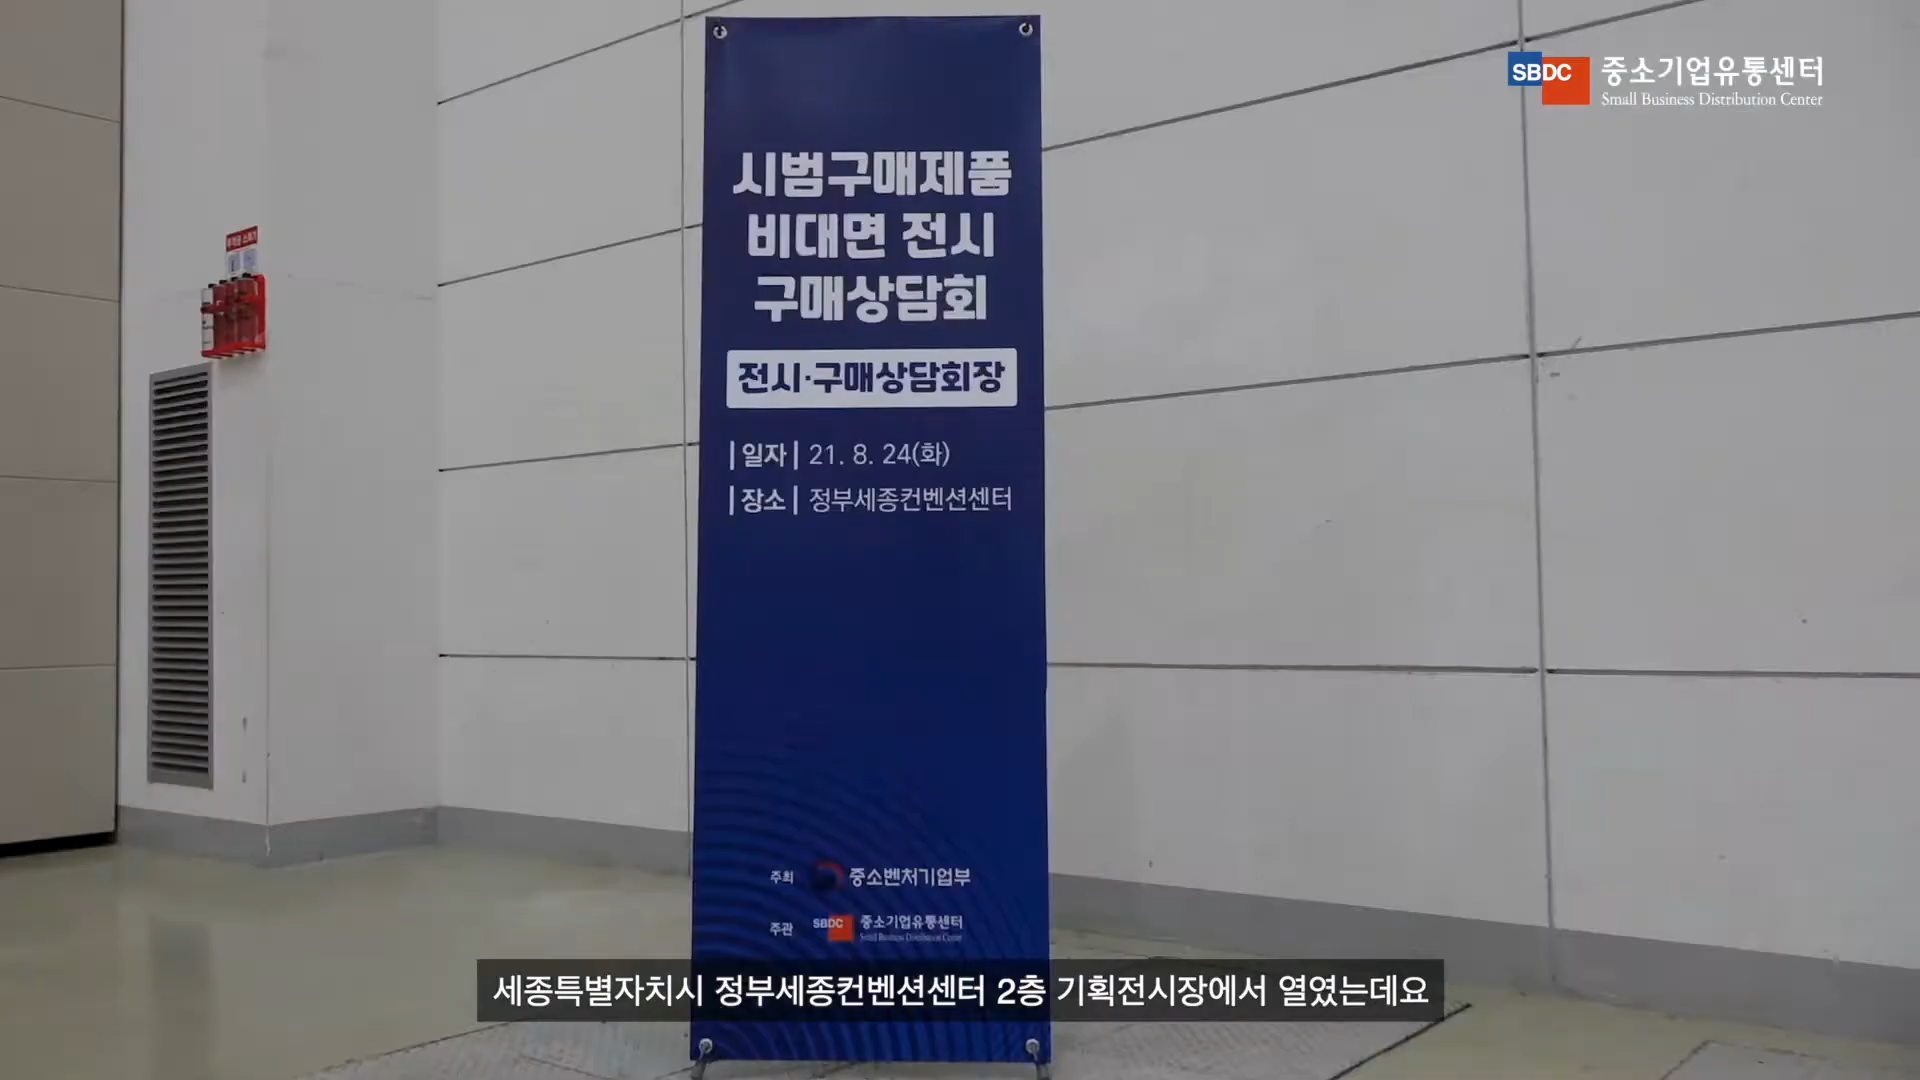 SBDC 중소기업유통센터
Small Business Distribution Center
시범구매제품
비대면 전시
구매상담회
전시·구매상담회장
|일자| 21. 8. 24(화)
|장소| 정부세종컨벤션센터
주최 중소벤처기업부
주관 SBDC 중소기업유통센터
Small Business Distribution Center
세종특별자치시 정부세종컨벤션센터 2층 기획전시장에서 열렸는데요